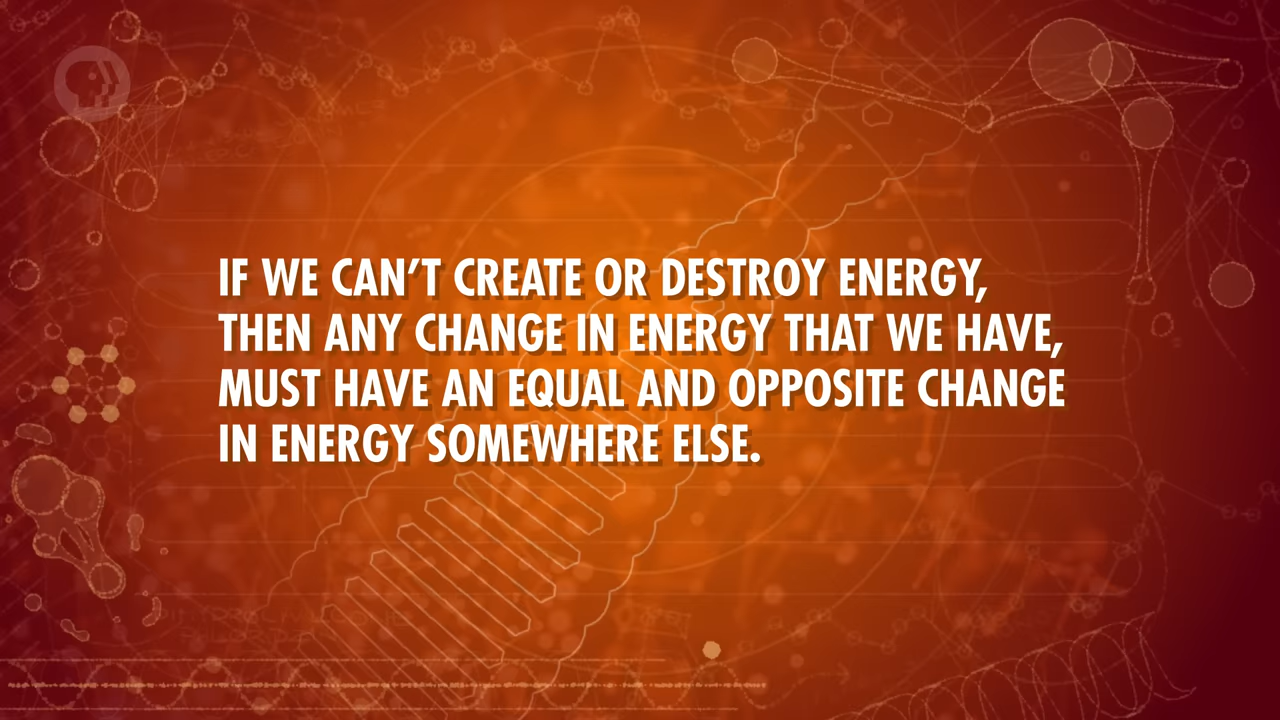 IF WE CAN'T CREATE OR DESTROY ENERGY,
THEN ANY CHANGE IN ENERGY THAT WE HAVE,
MUST HAVE AN EQUAL AND OPPOSITE CHANGE
IN ENERGY SOMEWHERE ELSE.